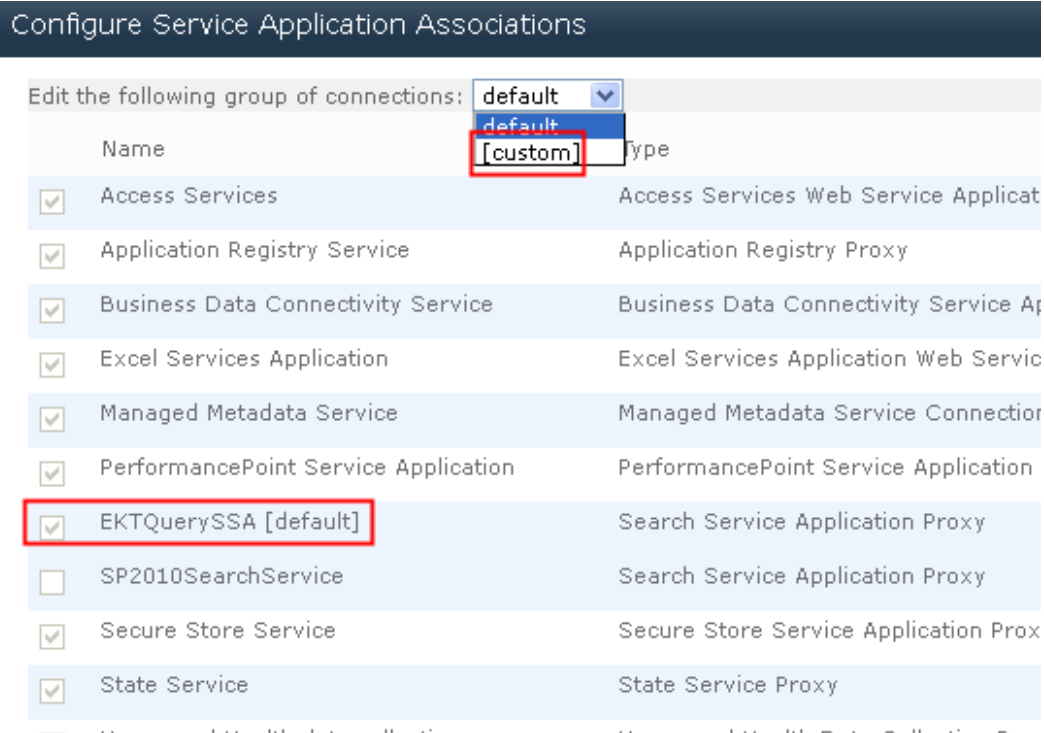 Configure Service Application Associations
Edit the following group of connections: default
default
[custom]
Name Type
Access Services Access Services Web Service Applicat
Application Registry Service Application Registry Proxy
Business Data Connectivity Service Business Data Connectivity Service Ap
Excel Services Application Excel Services Application Web Servic
Managed Metadata Service Managed Metadata Service Connection
PerformancePoint Service Application PerformancePoint Service Application
EKTQuerySSA [default] Search Service Application Proxy
SP2010SearchService Search Service Application Proxy
Secure Store Service Secure Store Service Application Prox
State Service State Service Proxy